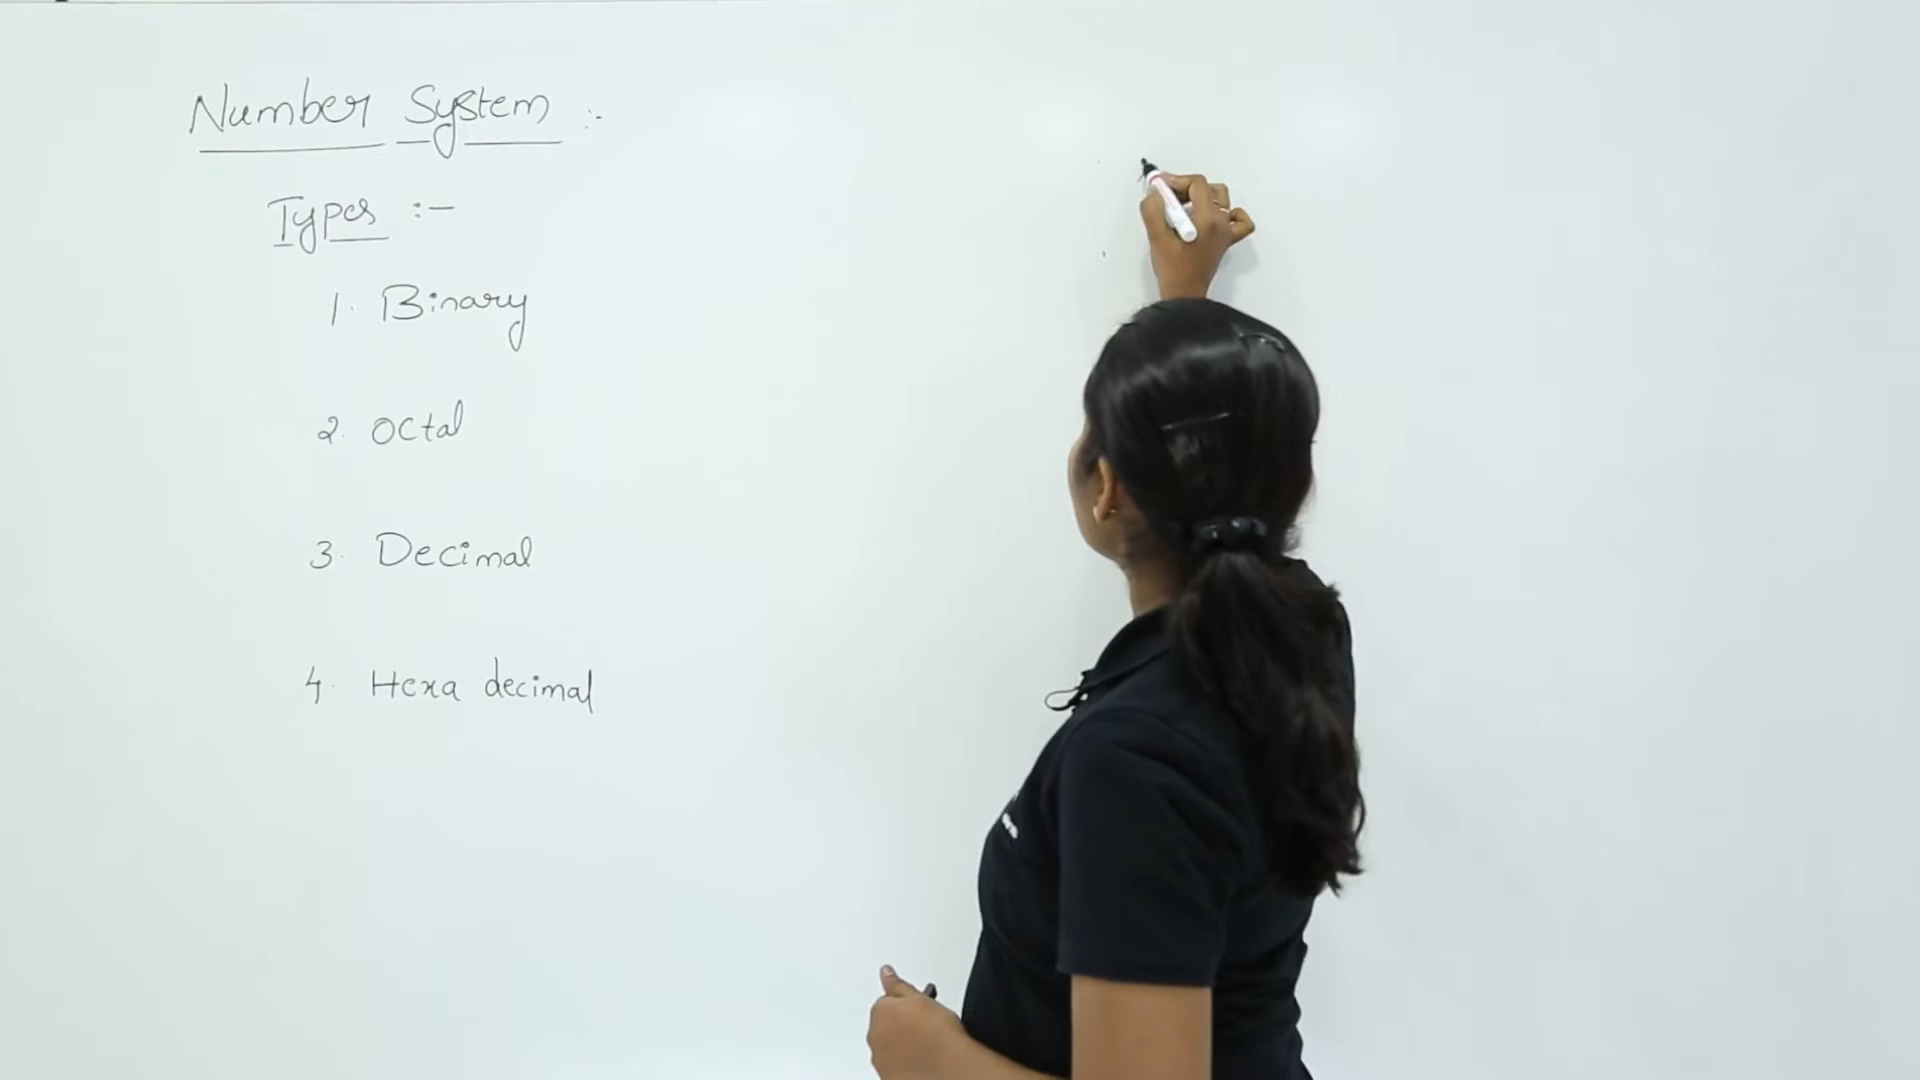 Number System :-
Types :-
1. Binary
2. Octal
3. Decimal
4. Hexa decimal